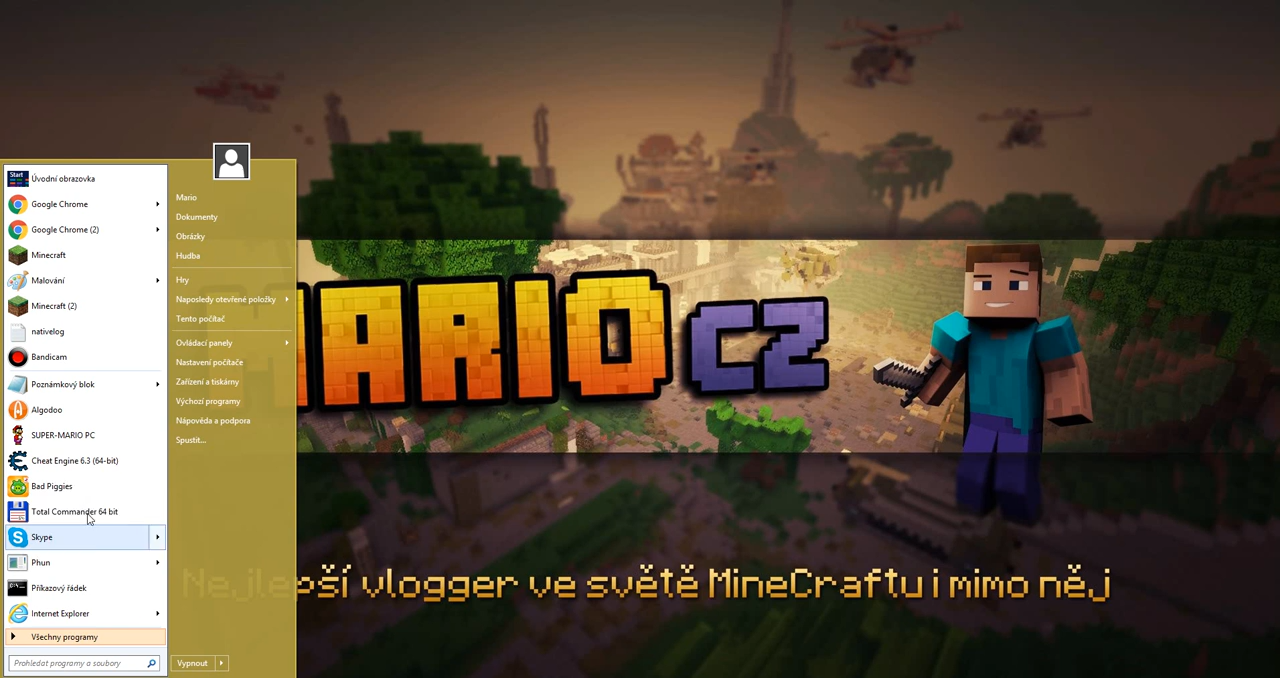 Start
Úvodní obrazovka
Google Chrome
Google Chrome (2)
Minecraft
Malování
Minecraft (2)
nativelog
Bandicam
Poznámkový blok
Algodoo
SUPER-MARIO PC
Cheat Engine 6.3 (64-bit)
Bad Piggies
Total Commander 64 bit
Skype
Phun
Příkazový řádek
Internet Explorer
Všechny programy
Prohledat programy a soubory
Mario
Dokumenty
Obrázky
Hudba
Hry
Naposledy otevřené položky
Tento počítač
Ovládací panely
Nastavení počítače
Zařízení a tiskárny
Výchozí programy
Nápověda a podpora
Spustit...
Vypnout
ARIO CZ
Nejlepší vlogger ve světě MineCraftu i mimo něj